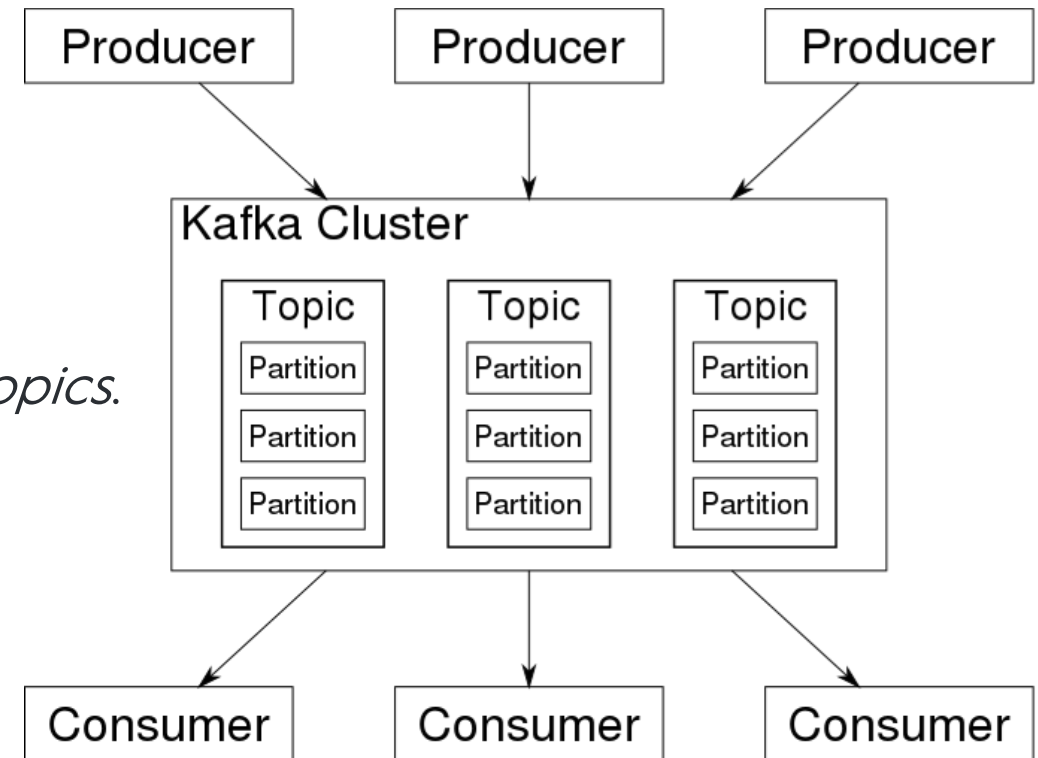 Producer Producer Producer
Kafka Cluster
Topic Topic Topic
Partition Partition Partition
opics.
Partition Partition Partition
Partition Partition Partition
Consumer Consumer Consumer